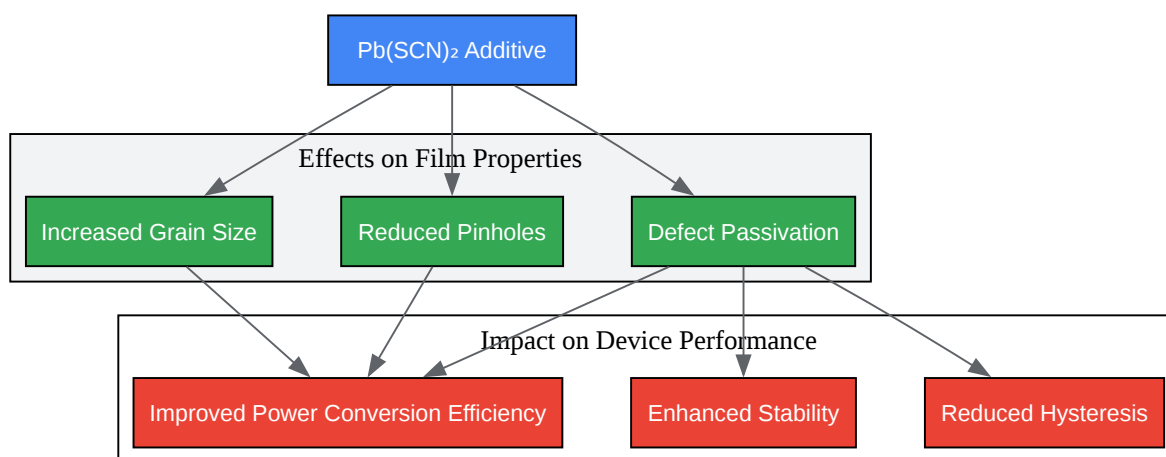 Pb(SCN)₂ Additive
Effects on Film Properties
Increased Grain Size
Reduced Pinholes
Defect Passivation
Impact on Device Performance
Improved Power Conversion Efficiency
Enhanced Stability
Reduced Hysteresis